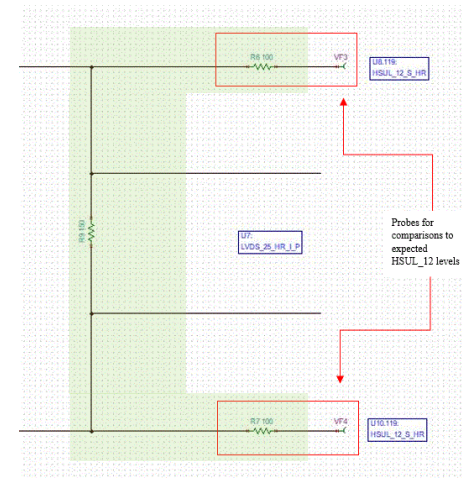 R6 100
VF3
U8.119:
HSUL_12_S_HR
R9 150
U7:
LVDS_25_HR_I_P
Probes for
comparisons to
expected
HSUL_12 levels
R7 100
VF4
U10.119:
HSUL_12_S_HR